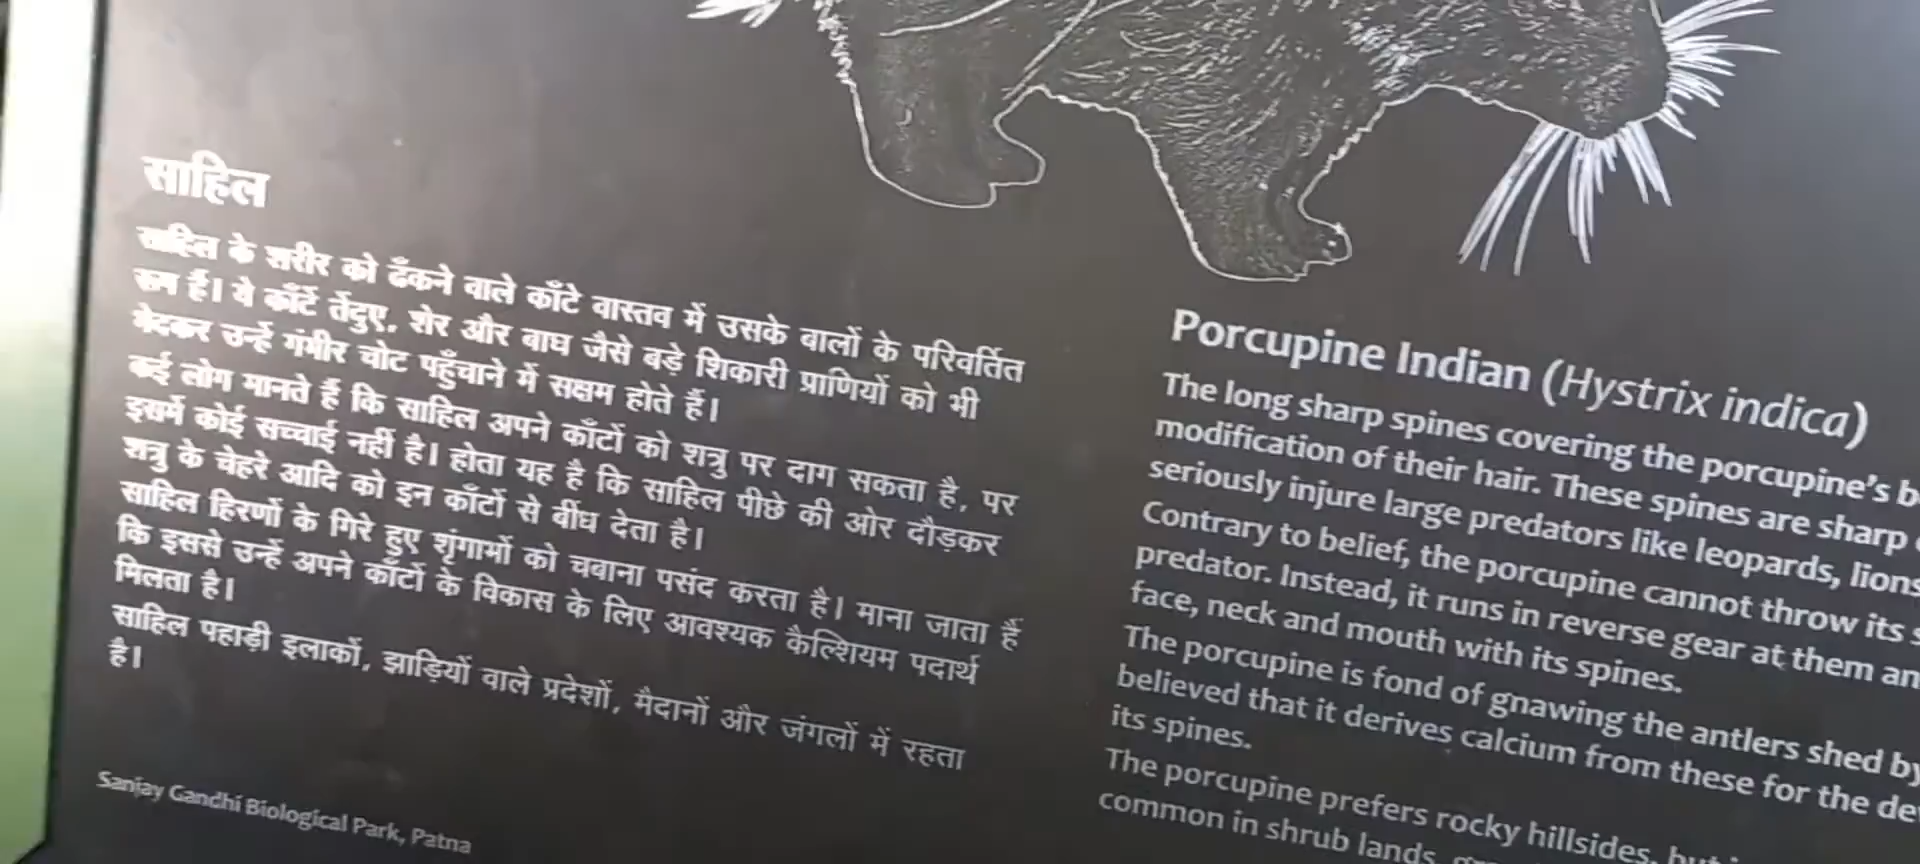 साहिल
साहिल के शरीर को ढँकने वाले काँटे वास्तव में उसके बालों के परिवर्तित
रूप हैं। ये काँटें तेंदुए, शेर और बाघ जैसे बड़े शिकारी प्राणियों को भी
भेदकर उन्हें गंभीर चोट पहुँचाने में सक्षम होते हैं।
कई लोग मानते हैं कि साहिल अपने काँटों को शत्रु पर दाग सकता है, पर
इसमें कोई सच्चाई नहीं है। होता यह है कि साहिल पीछे की ओर दौड़कर
शत्रु के चेहरे आदि को इन काँटों से बींध देता है।
साहिल हिरणों के गिरे हुए शृंगाभों को चबाना पसंद करता है। माना जाता हैं
कि इससे उन्हें अपने काँटों के विकास के लिए आवश्यक कैल्शियम पदार्थ
मिलता है।
साहिल पहाड़ी इलाकों, झाड़ियों वाले प्रदेशों, मैदानों और जंगलों में रहता
है।
Sanjay Gandhi Biological Park, Patna
Porcupine Indian (Hystrix indica)
The long sharp spines covering the porcupine's b
modification of their hair. These spines are sharp
seriously injure large predators like leopards, lions
Contrary to belief, the porcupine cannot throw its
predator. Instead, it runs in reverse gear at them an
face, neck and mouth with its spines.
The porcupine is fond of gnawing the antlers shed by
believed that it derives calcium from these for the de
its spines.
The porcupine prefers rocky hillsides, but
common in shrub lands,